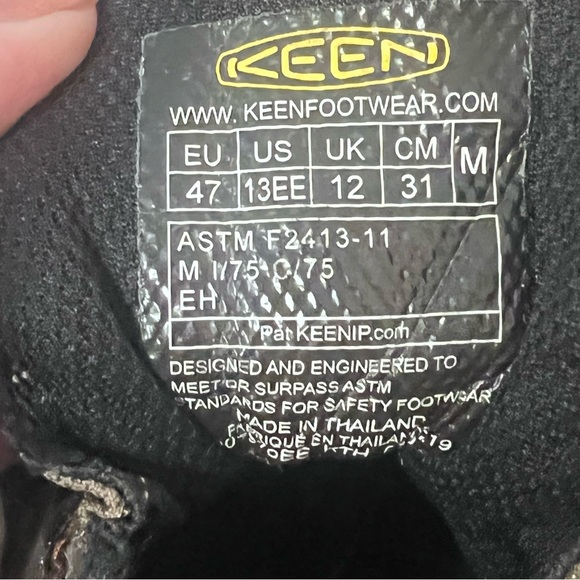 KEEN
WWW. KEENFOOTWEAR.COM
EU US UK CM M
47 13EE 12 31
ASTM F2413-11
M I/75 C/75
EH
Pat KEENIP.com
DESIGNED AND ENGINEERED TO
MEET OR SURPASS ASTM
STANDARDS FOR SAFETY FOOTWEAR
MADE IN THAILAND
EN